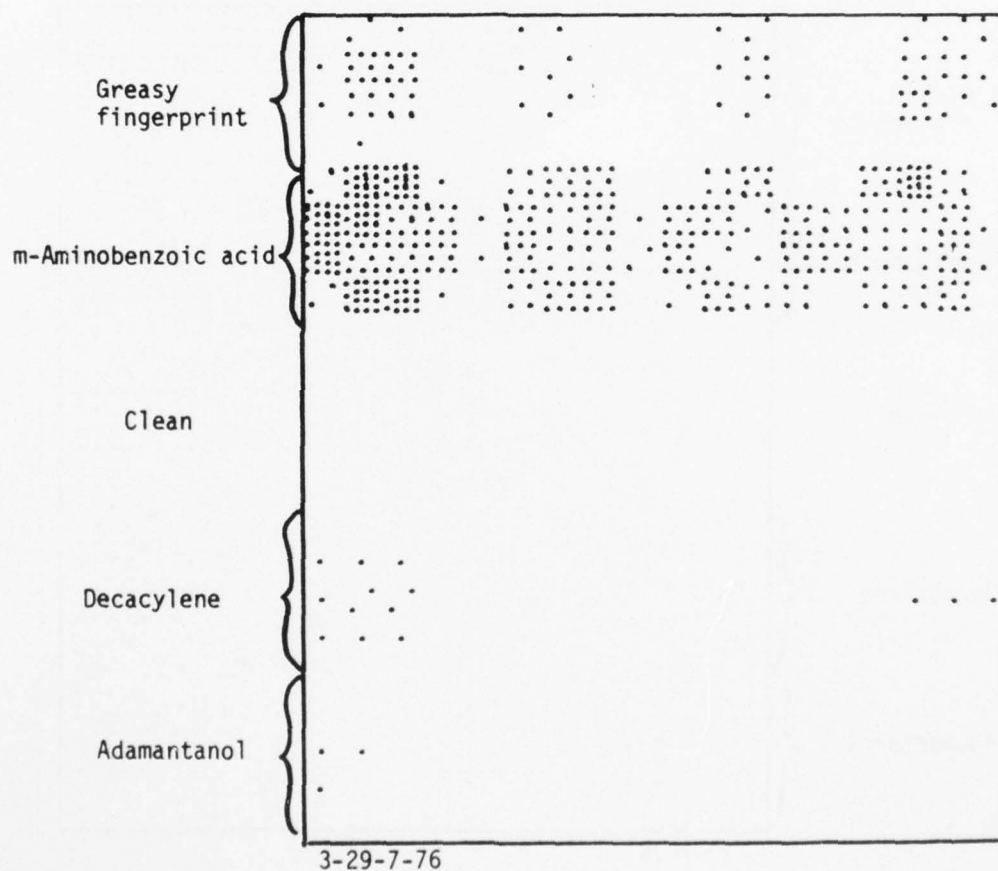 Greasy
fingerprint
m-Aminobenzoic acid
Clean
Decacylene
Adamantanol
3-29-7-76